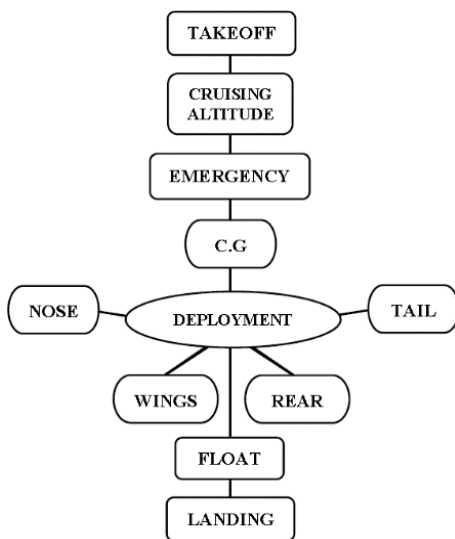 TAKEOFF
CRUISING
ALTITUDE
EMERGENCY
C.G
NOSE
DEPLOYMENT
TAIL
WINGS
REAR
FLOAT
LANDING